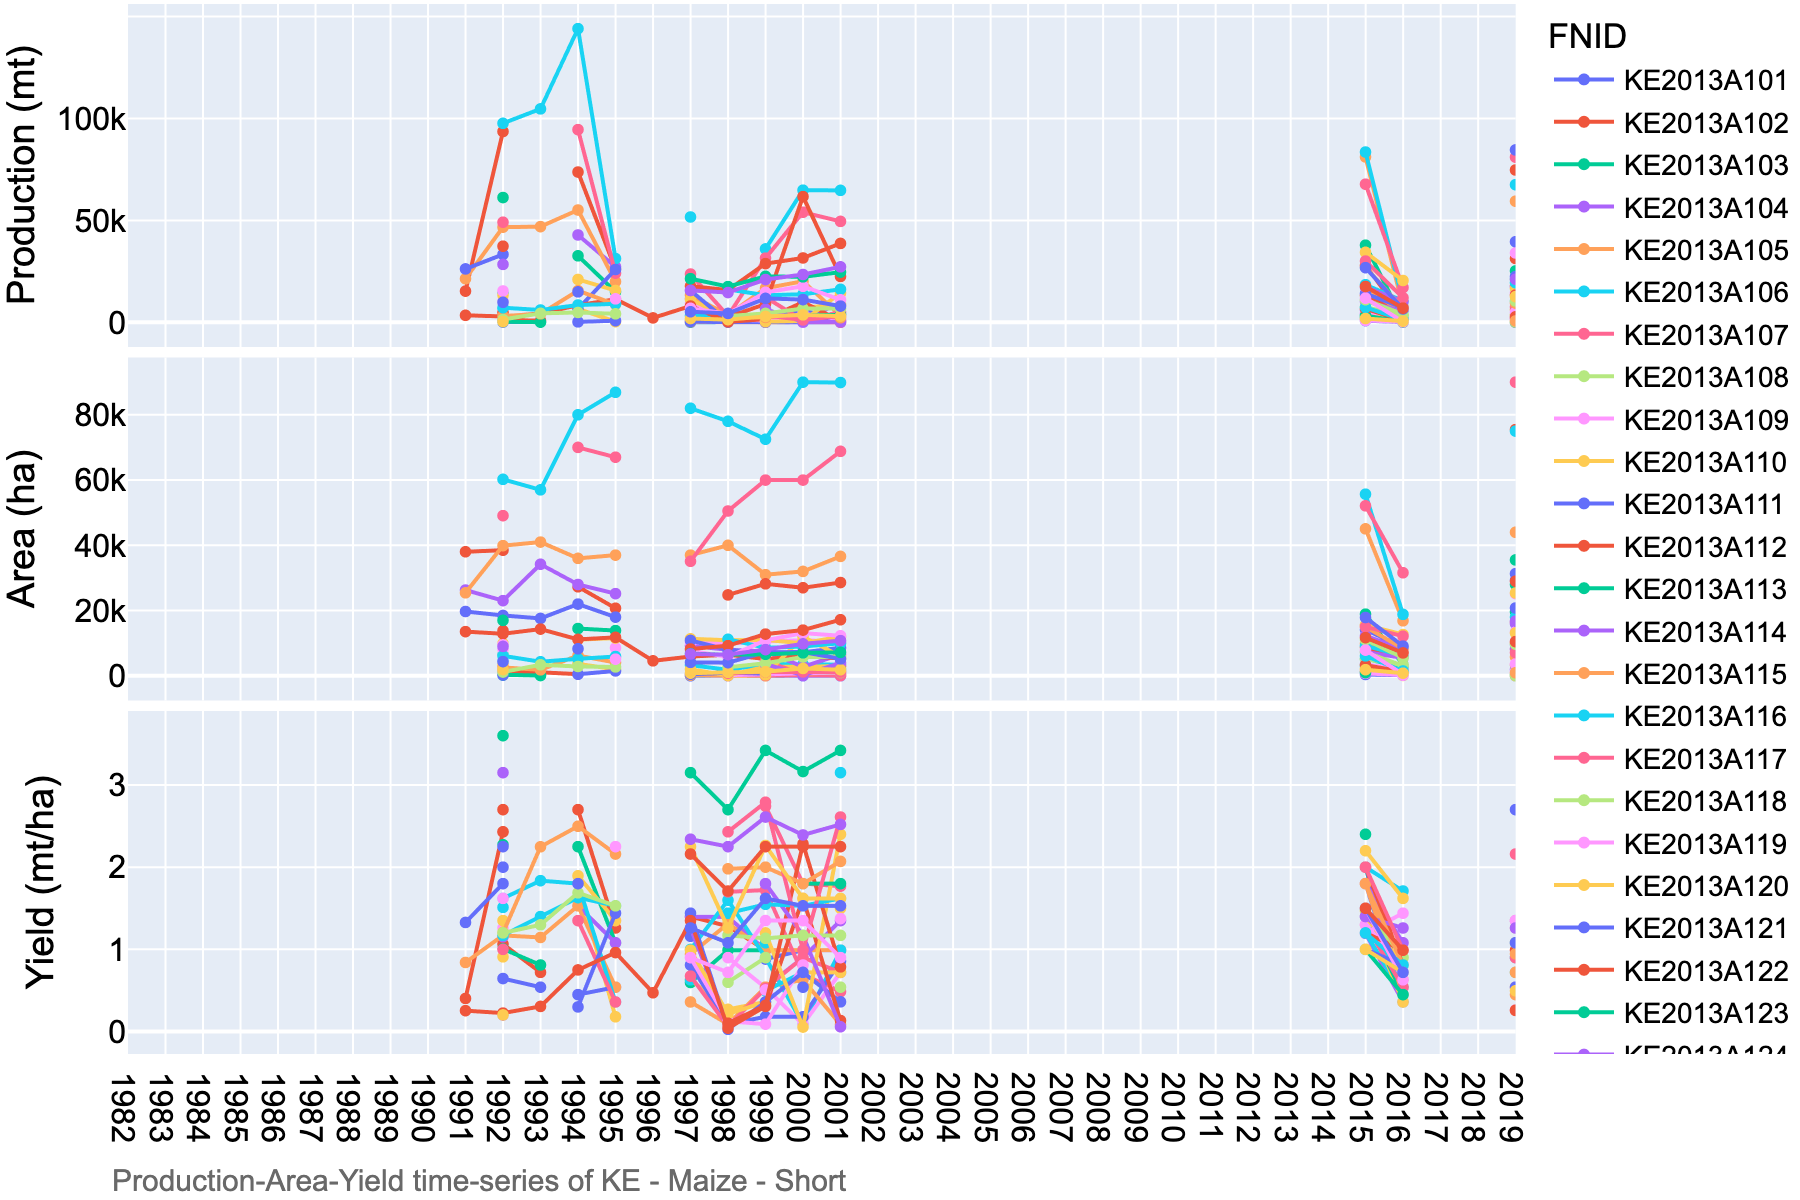 Production (mt)
100k
50k
0
Area (ha)
80k
60k
40k
20k
0
Yield (mt/ha)
3
2
1
0
1982
1983
1984
1985
1986
1987
1988
1989
1990
1991
1992
1993
1994
1995
1996
1997
1998
1999
2000
2001
2002
2003
2004
2005
2006
2007
2008
2009
2010
2011
2012
2013
2014
2015
2016
2017
2018
2019
Production-Area-Yield time-series of KE - Maize - Short
FNID
KE2013A101
KE2013A102
KE2013A103
KE2013A104
KE2013A105
KE2013A106
KE2013A107
KE2013A108
KE2013A109
KE2013A110
KE2013A111
KE2013A112
KE2013A113
KE2013A114
KE2013A115
KE2013A116
KE2013A117
KE2013A118
KE2013A119
KE2013A120
KE2013A121
KE2013A122
KE2013A123
KE2013A124